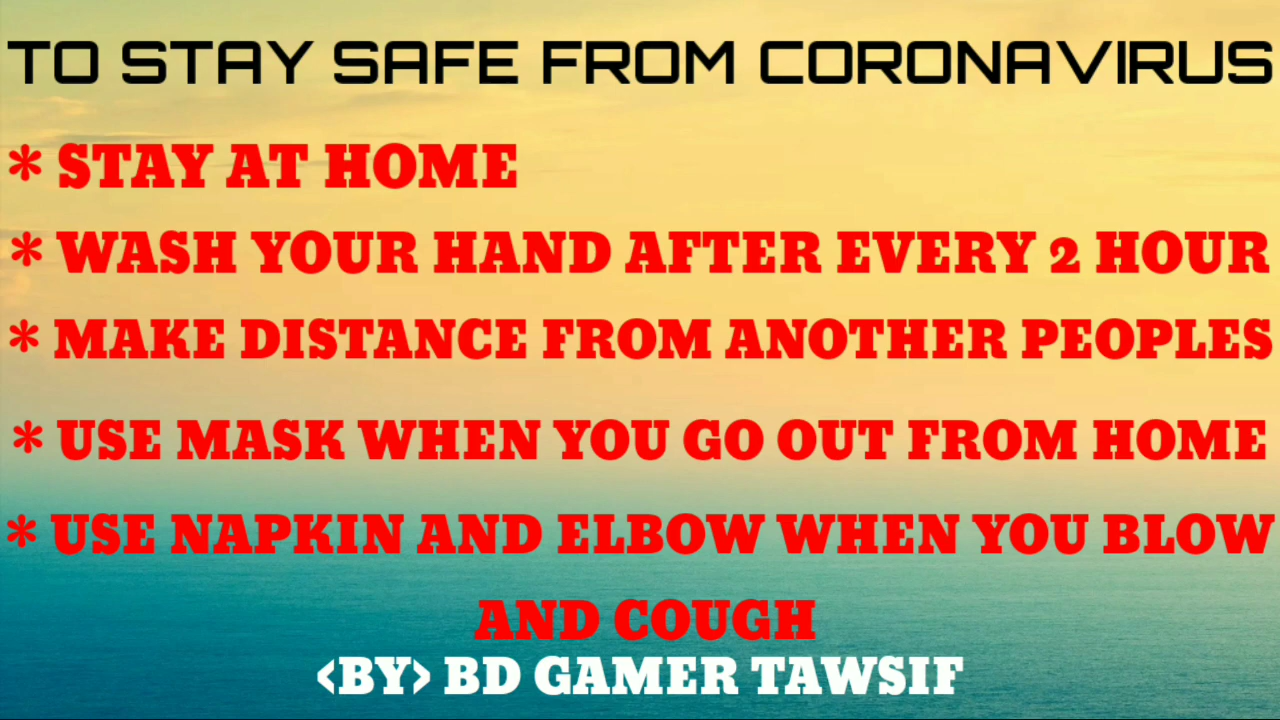 TO STAY SAFE FROM CORONAVIRUS
* STAY AT HOME
* WASH YOUR HAND AFTER EVERY 2 HOUR
* MAKE DISTANCE FROM ANOTHER PEOPLES
* USE MASK WHEN YOU GO OUT FROM HOME
* USE NAPKIN AND ELBOW WHEN YOU BLOW
AND COUGH
<BY> BD GAMER TAWSIF